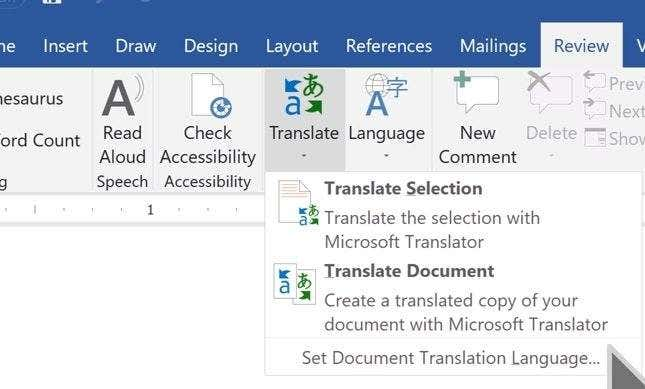 ne Insert Draw Design Layout References Mailings Review V
hesaurus
ord Count
g
Read
Aloud
Speech
Check
Accessibility
Accessibility
Translate
Language
New
Comment
Delete
Prev
Next
Show
1
Translate Selection
Translate the selection with
Microsoft Translator
Translate Document
Create a translated copy of your
document with Microsoft Translator
Set Document Translation Language...